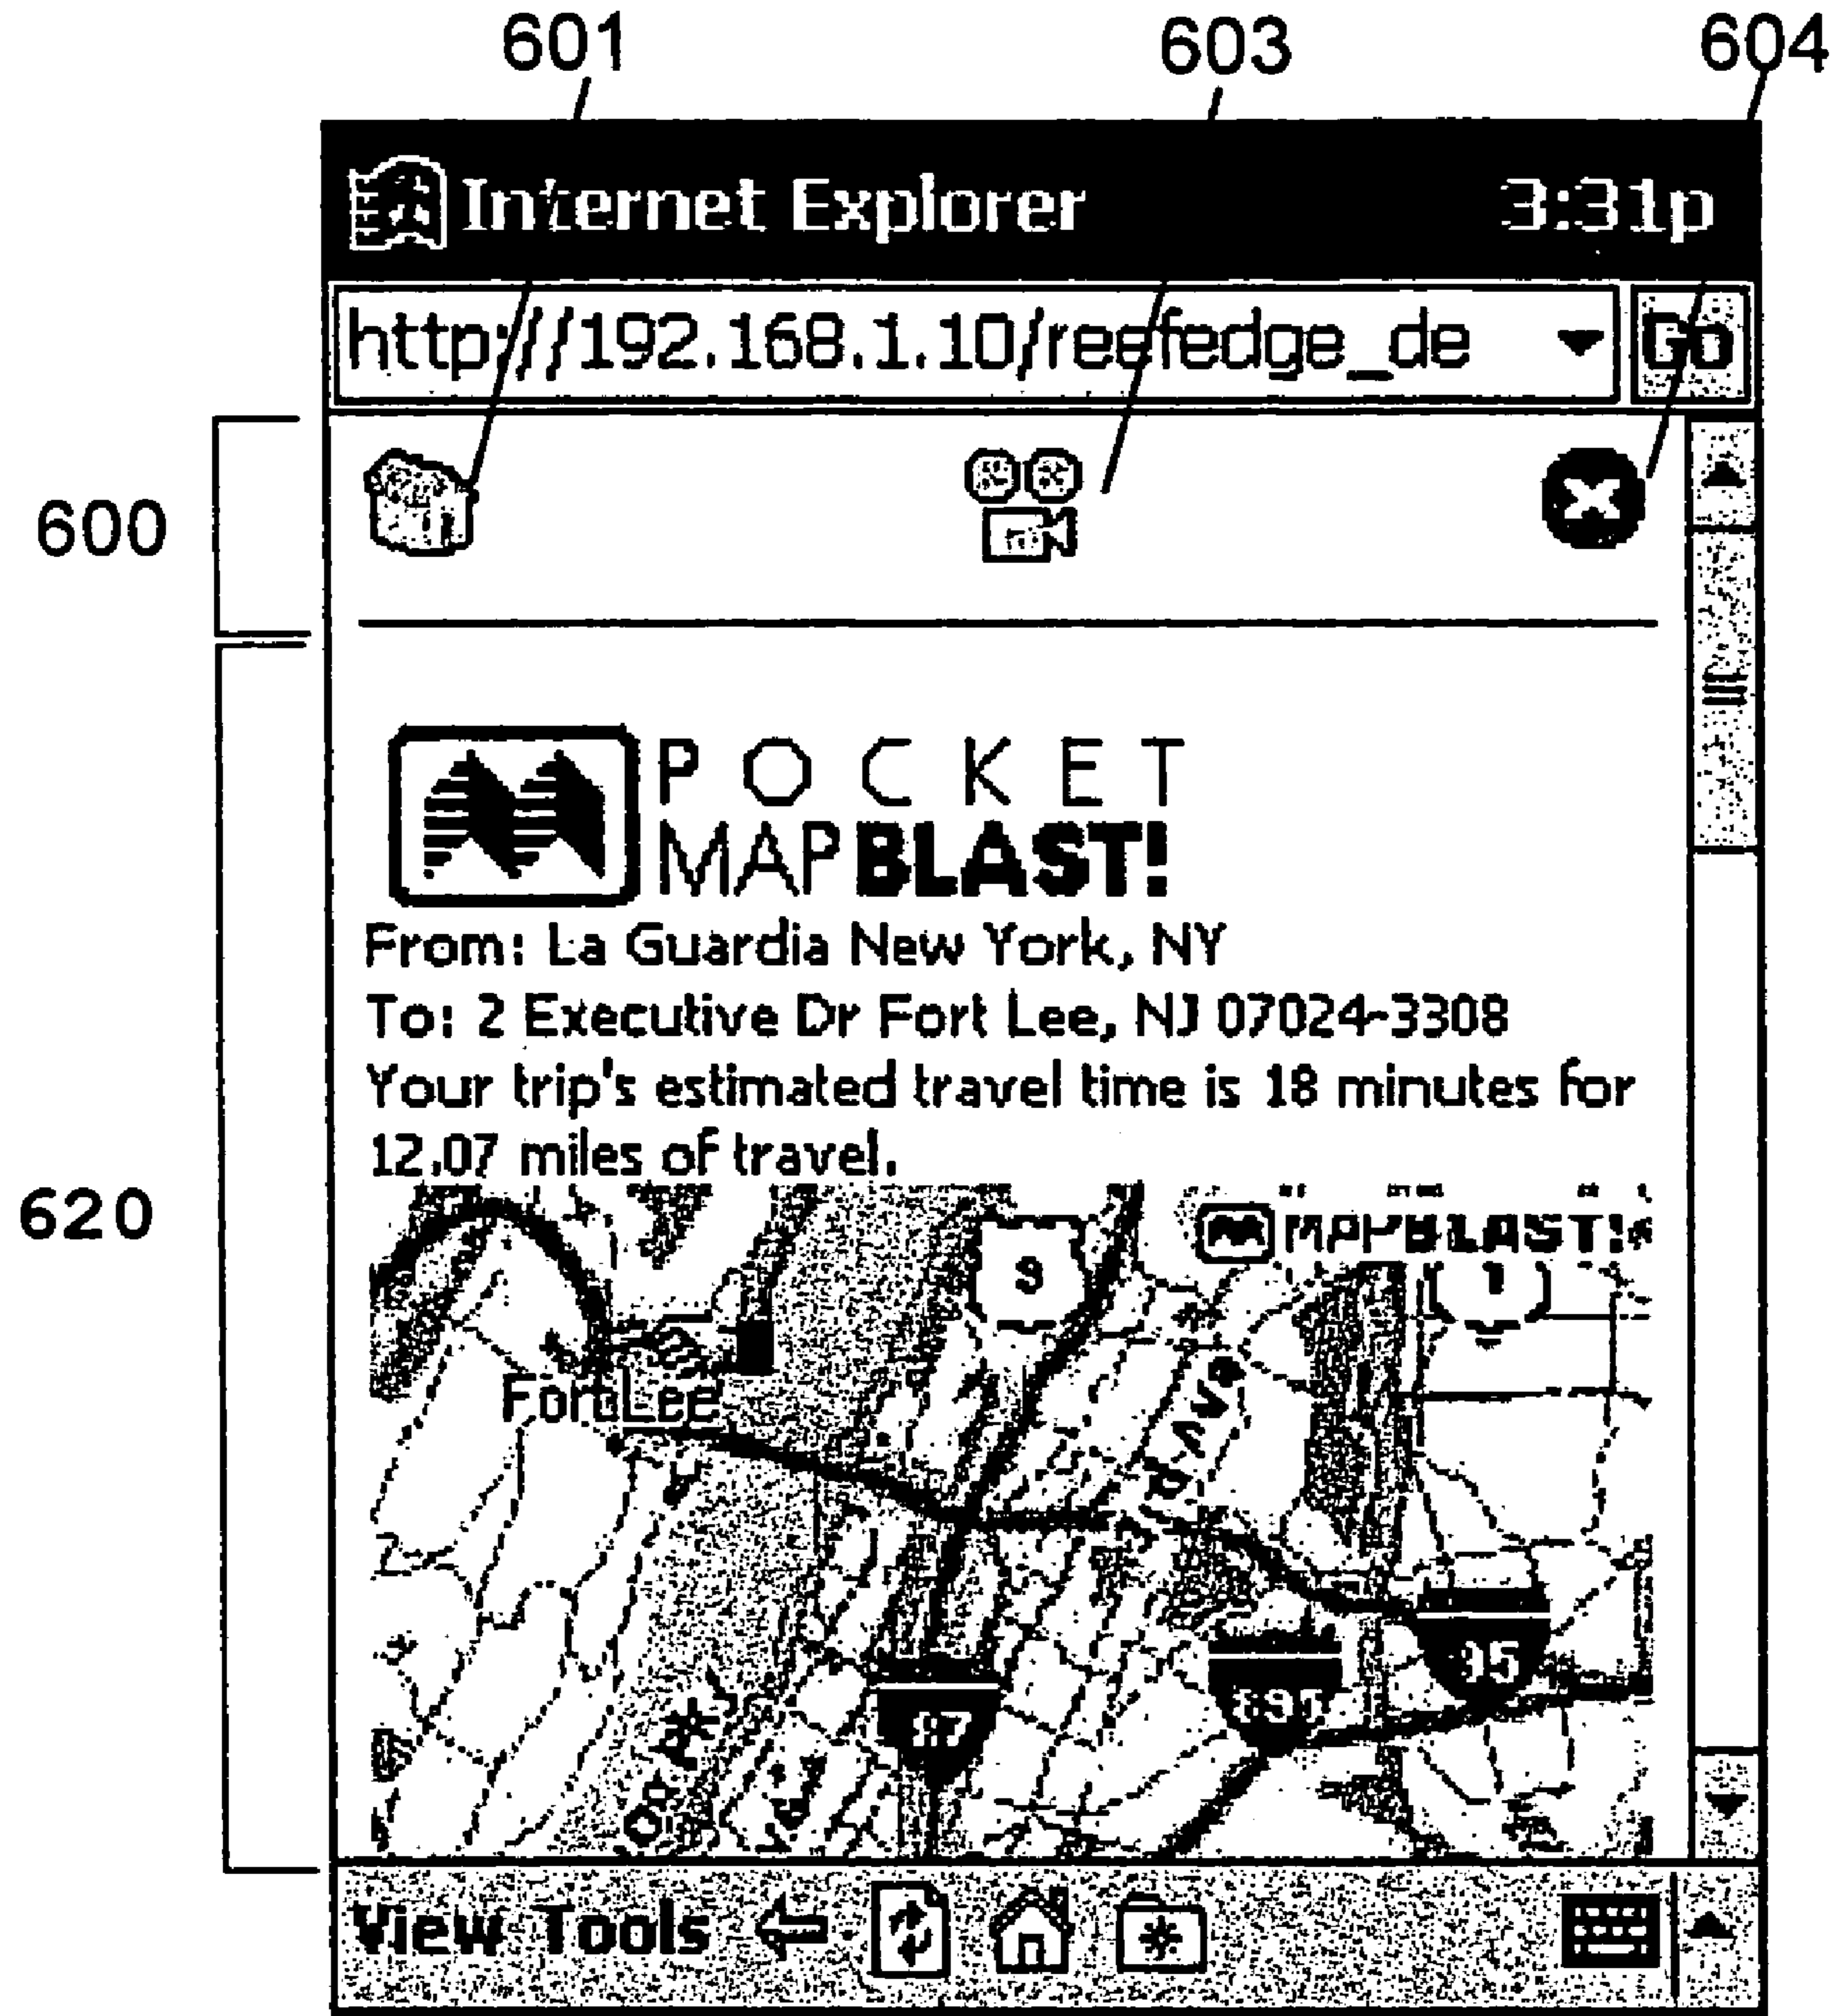 601 603 604
Internet Explorer 3:31p
http://192.168.1.10/reefedge_de Go
600
POCKET
MAPBLAST!
From: La Guardia New York, NY
To: 2 Executive Dr Fort Lee, NJ 07024-3308
Your trip's estimated travel time is 18 minutes for
12.07 miles of travel.
620
MAPBLAST!
9 1
Fort Lee
95
87
View Tools